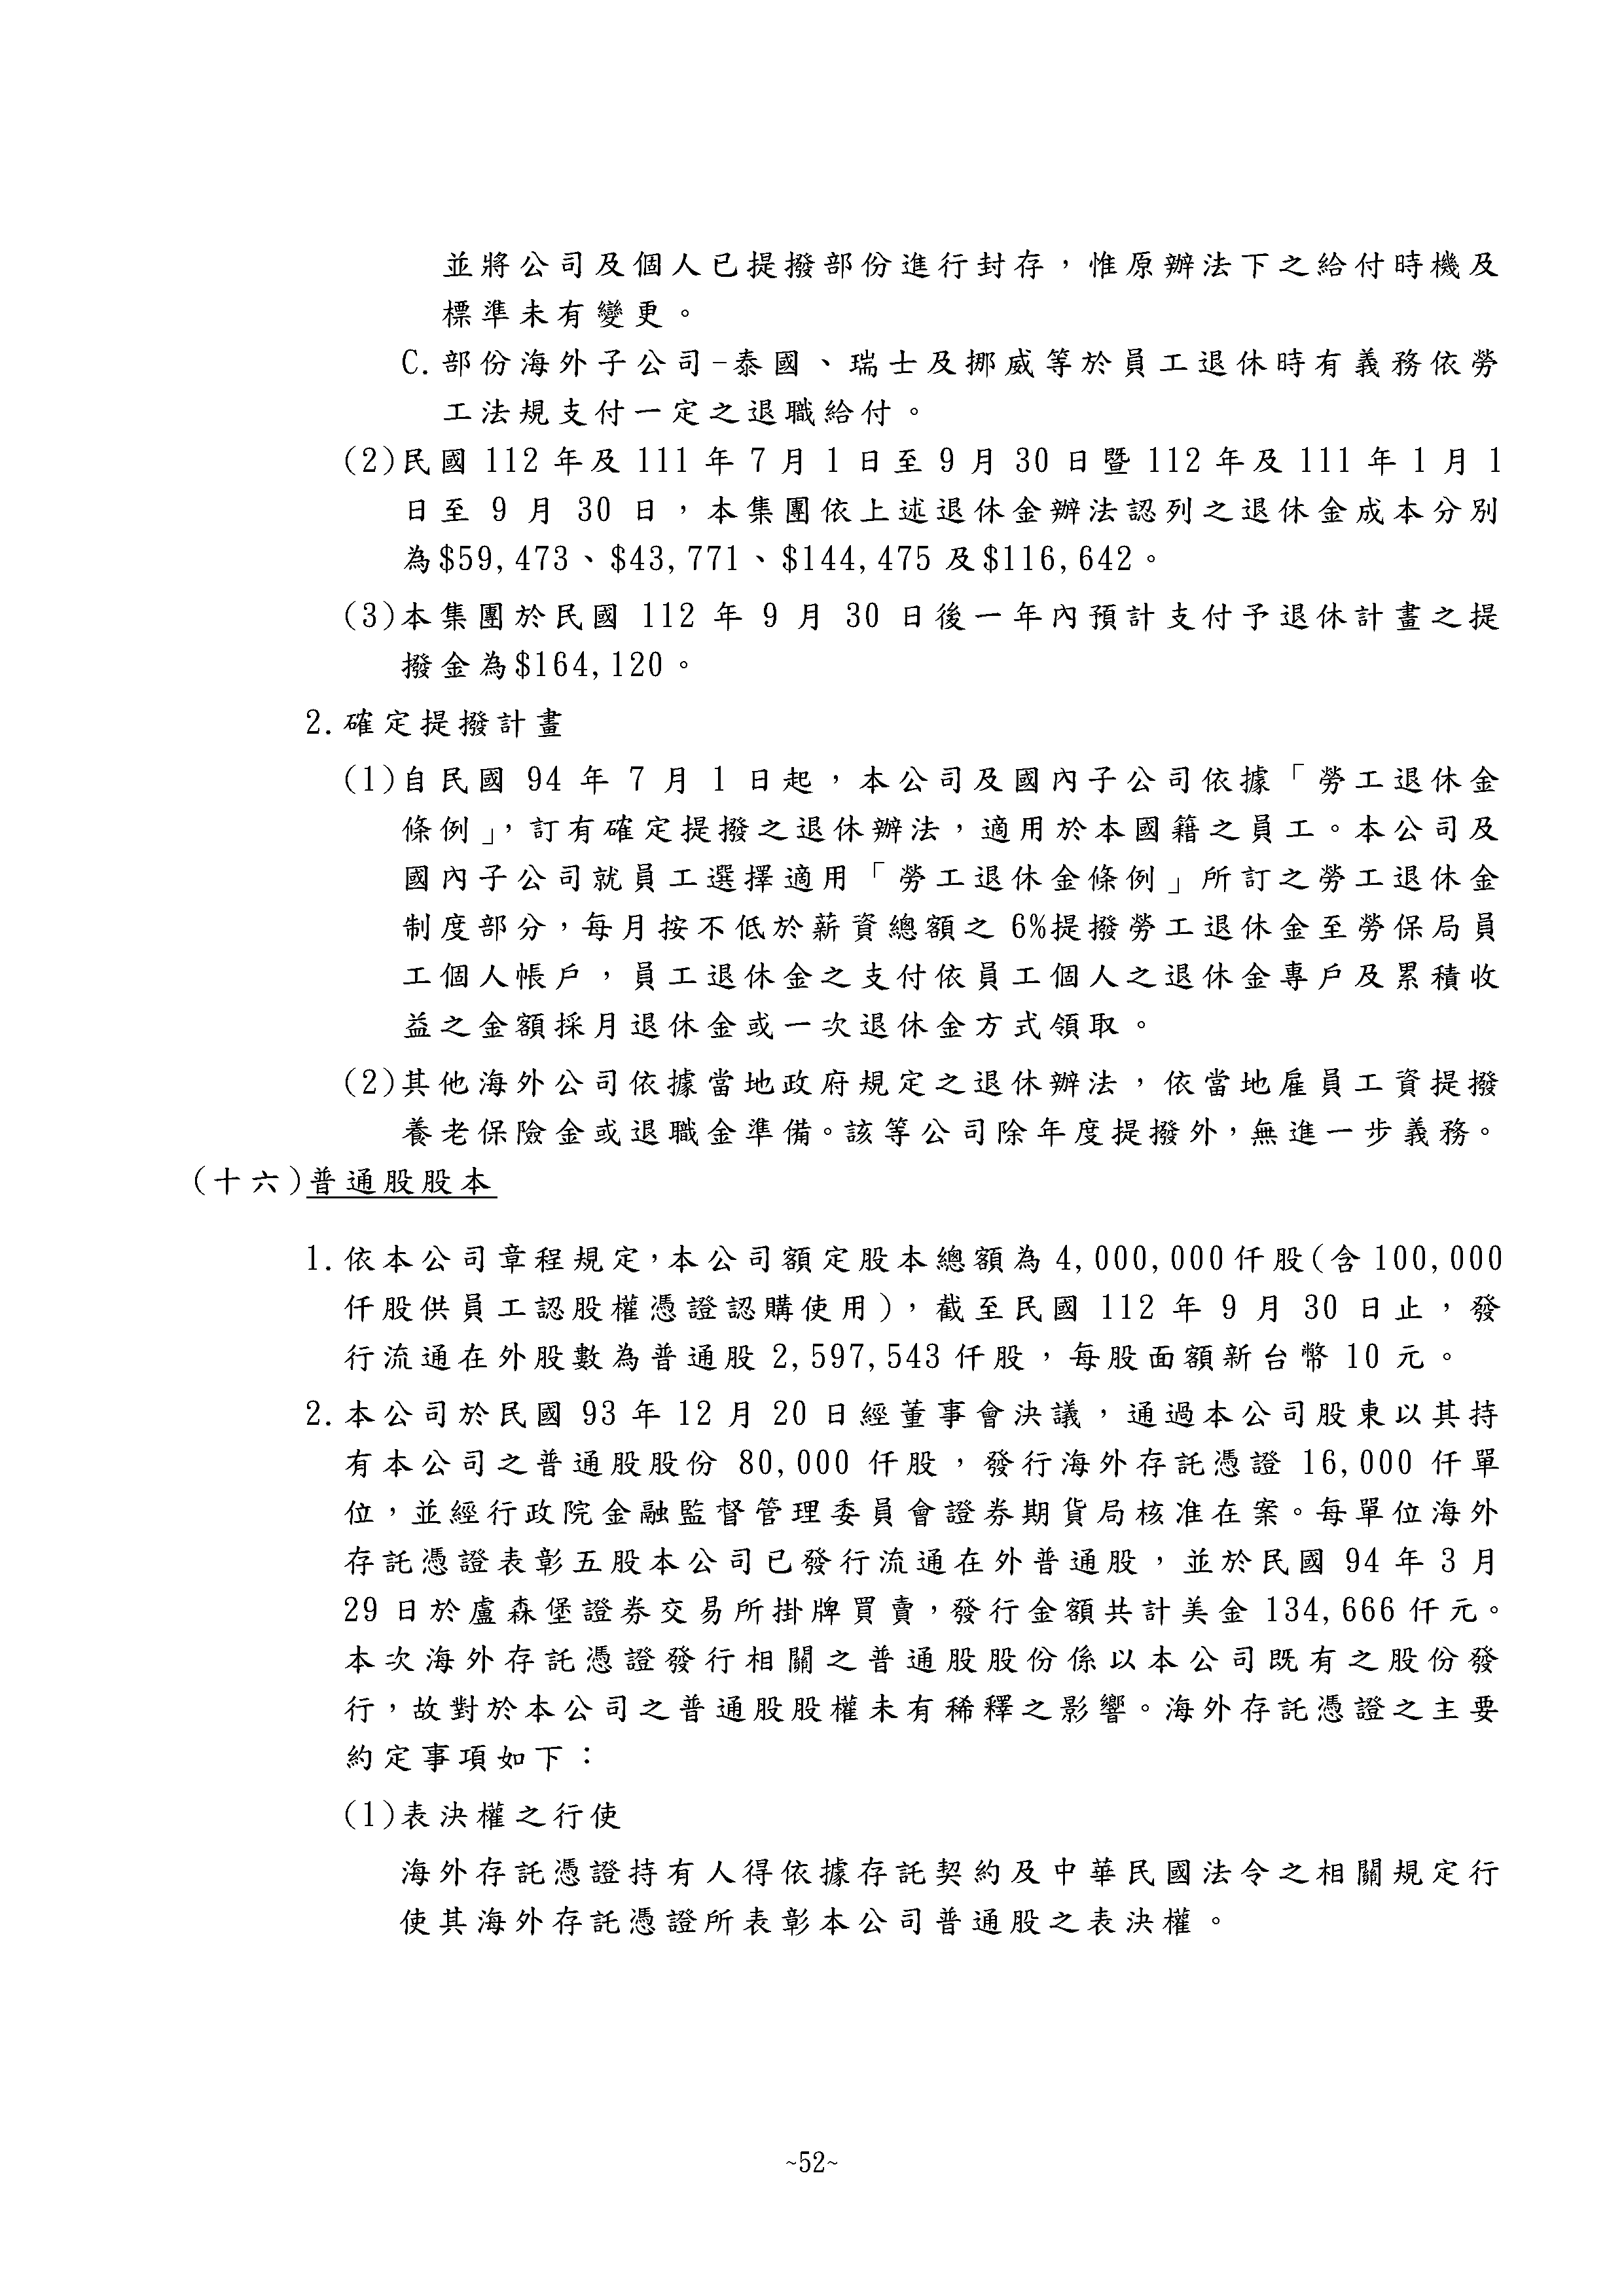 並將公司及個人已提撥部份進行封存，惟原辦法下之給付時機及
標準未有變更。
C.部份海外子公司-泰國、瑞士及挪威等於員工退休時有義務依勞
工法規支付一定之退職給付。
(2)民國 112 年及 111 年 7 月 1 日至 9 月 30 日暨 112 年及 111 年 1 月 1
日至 9 月 30 日，本集團依上述退休金辦法認列之退休金成本分別
為$59,473、$43,771、$144,475 及$116,642。
(3)本集團於民國 112 年 9 月 30 日後一年內預計支付予退休計畫之提
撥金為$164,120。
2.確定提撥計畫
(1)自民國 94 年 7 月 1 日起，本公司及國內子公司依據「勞工退休金
條例」，訂有確定提撥之退休辦法，適用於本國籍之員工。本公司及
國內子公司就員工選擇適用「勞工退休金條例」所訂之勞工退休金
制度部分，每月按不低於薪資總額之 6%提撥勞工退休金至勞保局員
工個人帳戶，員工退休金之支付依員工個人之退休金專戶及累積收
益之金額採月退休金或一次退休金方式領取。
(2)其他海外公司依據當地政府規定之退休辦法，依當地雇員工資提撥
養老保險金或退職金準備。該等公司除年度提撥外，無進一步義務。
(十六)普通股股本
1.依本公司章程規定，本公司額定股本總額為 4,000,000仟股(含 100,000
仟股供員工認股權憑證認購使用)，截至民國 112 年 9 月 30 日止，發
行流通在外股數為普通股 2,597,543 仟股，每股面額新台幣 10 元。
2.本公司於民國 93 年 12 月 20 日經董事會決議，通過本公司股東以其持
有本公司之普通股股份 80,000 仟股，發行海外存託憑證 16,000 仟單
位，並經行政院金融監督管理委員會證券期貨局核准在案。每單位海外
存託憑證表彰五股本公司已發行流通在外普通股，並於民國 94 年 3 月
29 日於盧森堡證券交易所掛牌買賣，發行金額共計美金 134,666 仟元。
本次海外存託憑證發行相關之普通股股份係以本公司既有之股份發
行，故對於本公司之普通股股權未有稀釋之影響。海外存託憑證之主要
約定事項如下：
(1)表決權之行使
海外存託憑證持有人得依據存託契約及中華民國法令之相關規定行
使其海外存託憑證所表彰本公司普通股之表決權。
~52~